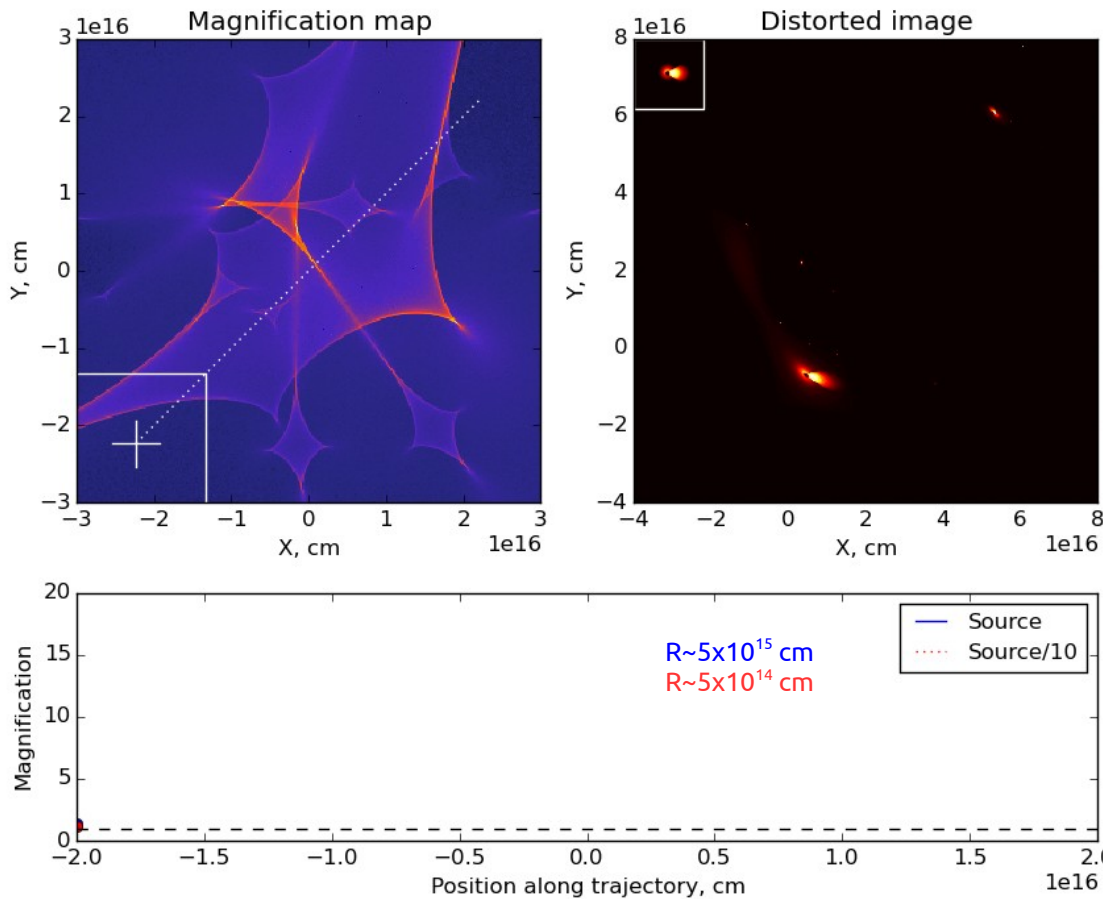 Magnification map
1e16
Y, cm
3
2
1
0
−1
−2
−3
−3 −2 −1 0 1 2 3
X, cm
1e16
Distorted image
1e16
Y, cm
8
6
4
2
0
−2
−4
−4 −2 0 2 4 6 8
X, cm
1e16
Magnification
20
15
10
5
0
Source
Source/10
R~5x10¹⁵ cm
R~5x10¹⁴ cm
−2.0 −1.5 −1.0 −0.5 0.0 0.5 1.0 1.5 2.0
1e16
Position along trajectory, cm